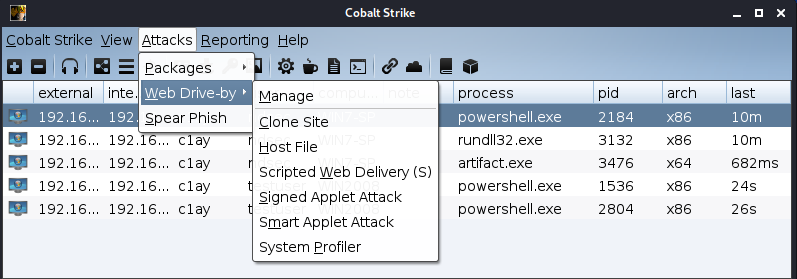 Cobalt Strike
Cobalt Strike View Attacks Reporting Help
Packages
Web Drive-by
Spear Phish
Manage
Clone Site
Host File
Scripted Web Delivery (S)
Signed Applet Attack
Smart Applet Attack
System Profiler
external inte... note process pid arch last
192.16... 192.16... powershell.exe 2184 x86 10m
192.16... 192.16... c1ay rundll32.exe 3132 x86 10m
192.16... 192.16... c1ay artifact.exe 3476 x64 682ms
192.16... 192.16... c1ay powershell.exe 1536 x86 24s
192.16... 192.16... c1ay powershell.exe 2804 x86 26s